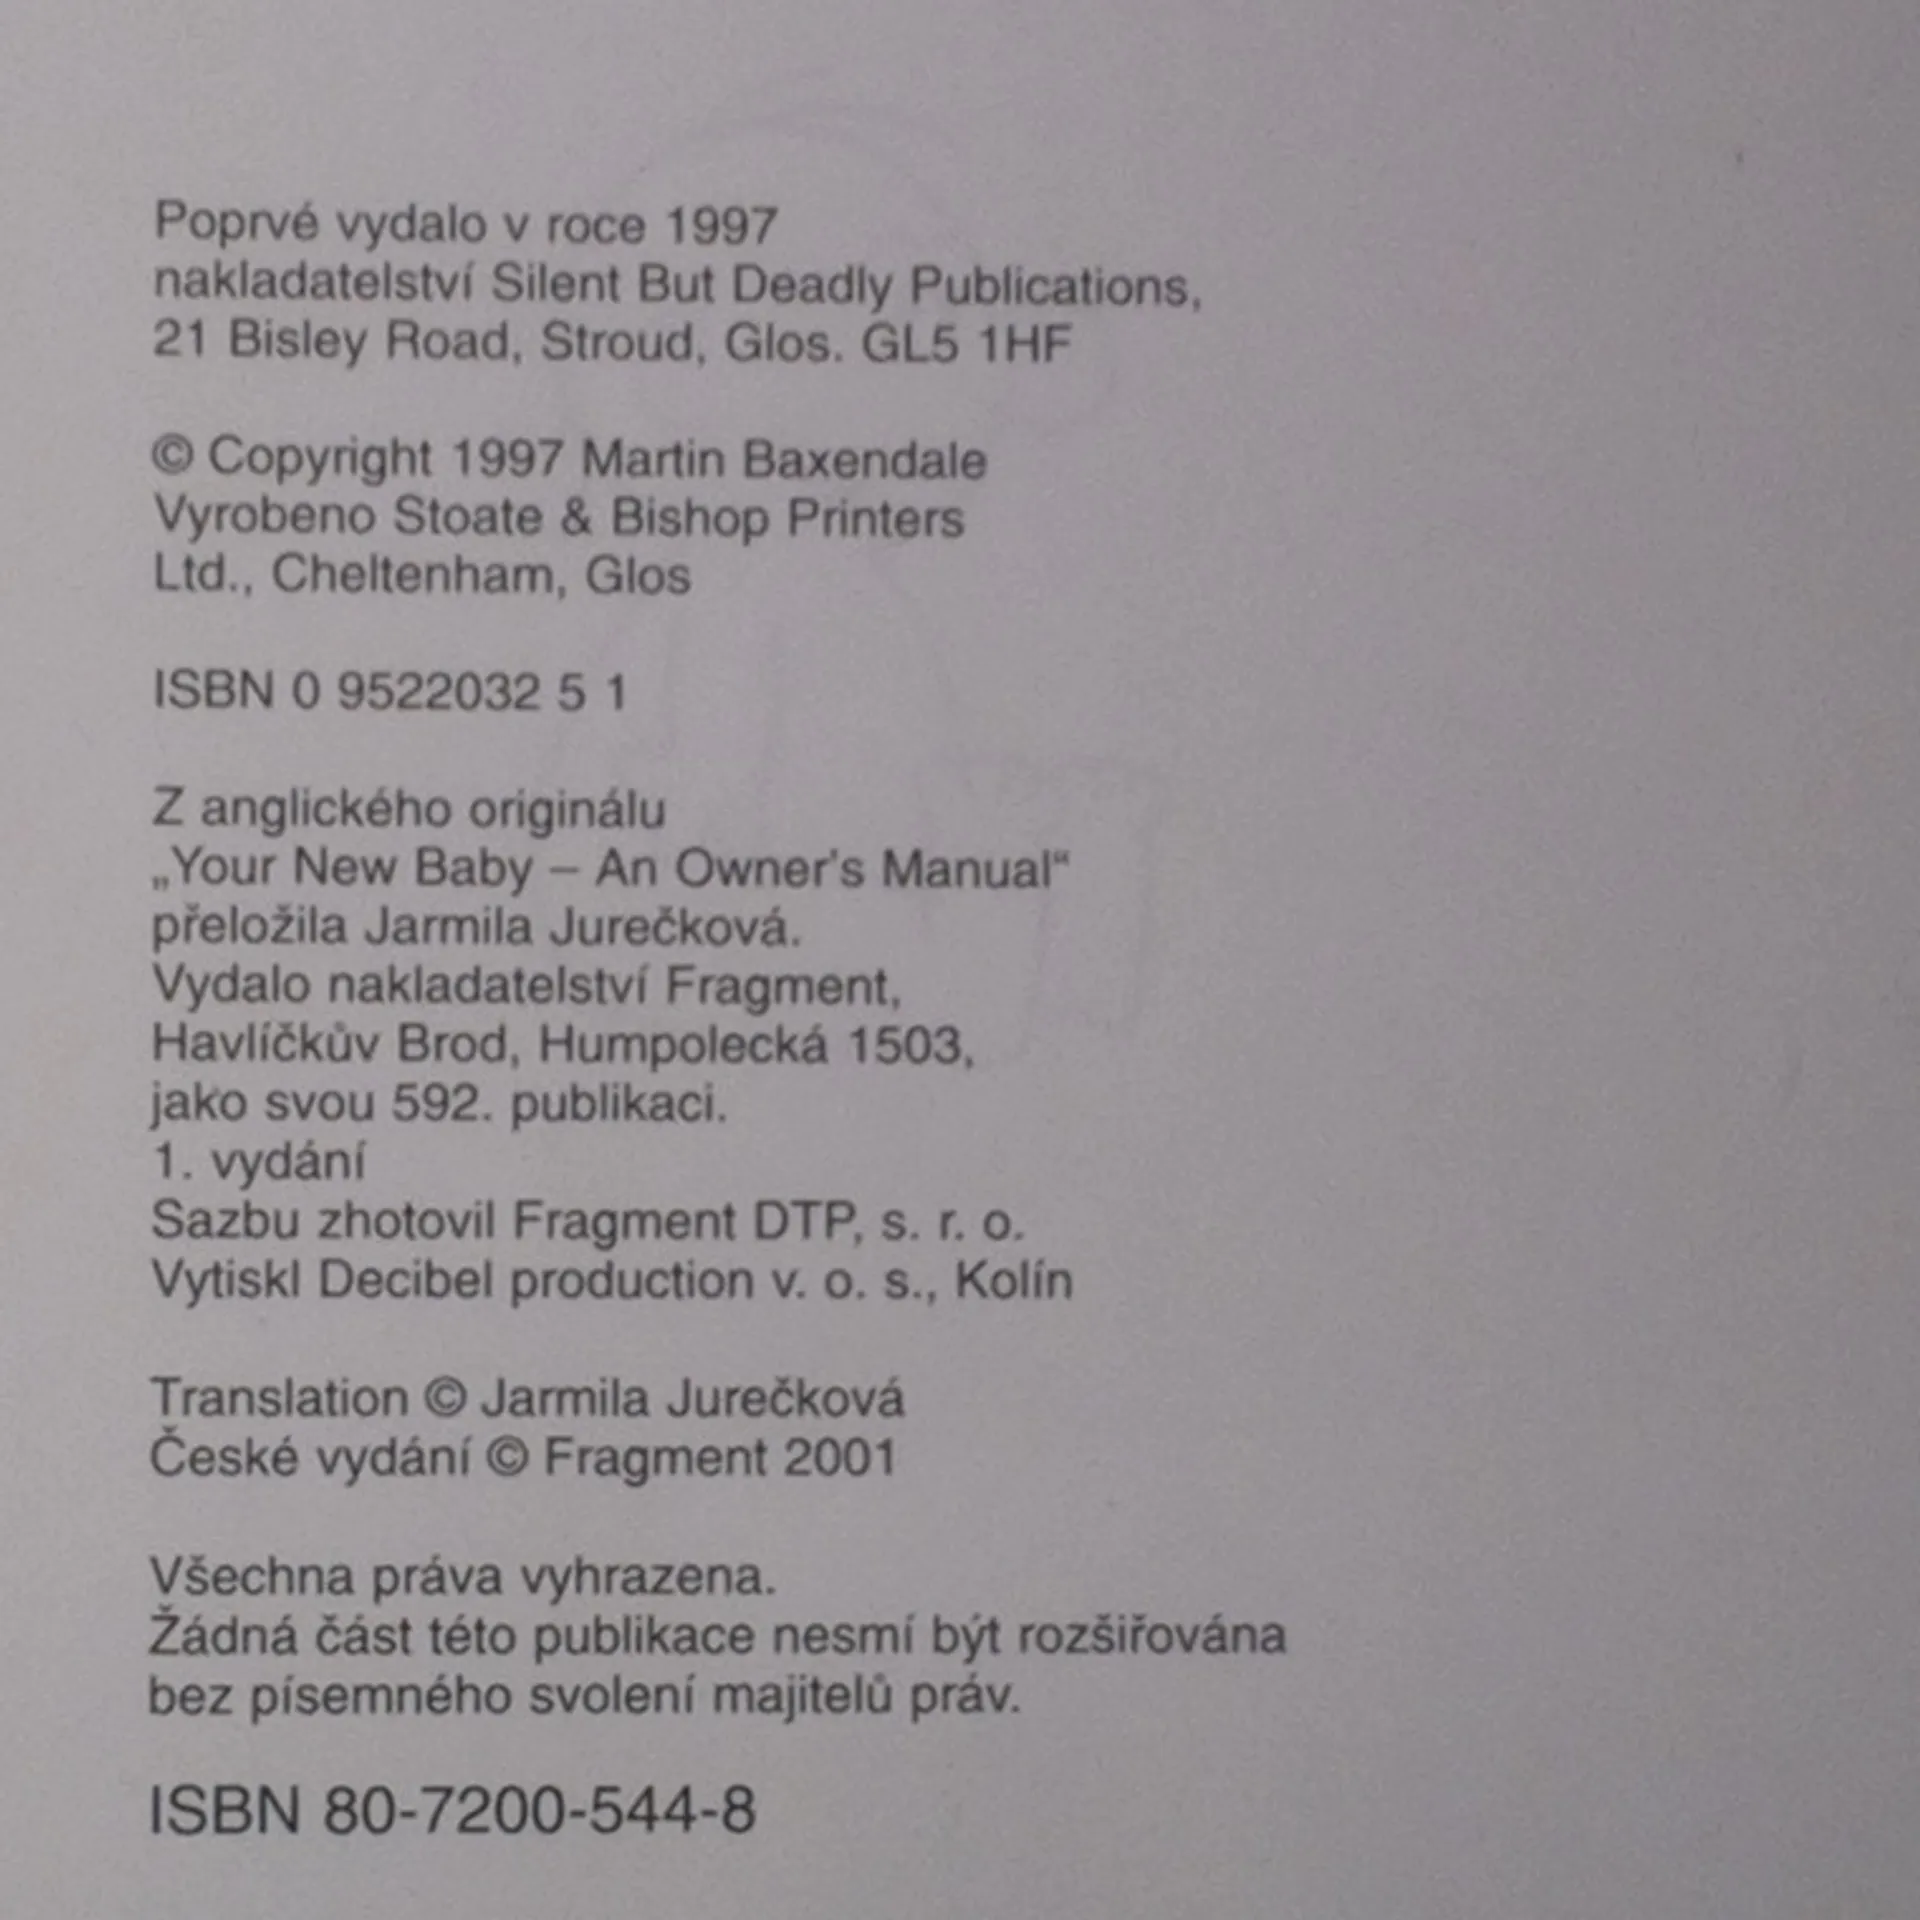 Poprvé vydalo v roce 1997
nakladatelství Silent But Deadly Publications,
21 Bisley Road, Stroud, Glos. GL5 1HF
© Copyright 1997 Martin Baxendale
Vyrobeno Stoate & Bishop Printers
Ltd., Cheltenham, Glos
ISBN 0 9522032 5 1
Z anglického originálu
„Your New Baby – An Owner's Manual“
přeložila Jarmila Jurečková.
Vydalo nakladatelství Fragment,
Havlíčkův Brod, Humpolecká 1503,
jako svou 592. publikaci.
1. vydání
Sazbu zhotovil Fragment DTP, s. r. o.
Vytiskl Decibel production v. o. s., Kolín
Translation © Jarmila Jurečková
České vydání © Fragment 2001
Všechna práva vyhrazena.
Žádná část této publikace nesmí být rozšiřována
bez písemného svolení majitelů práv.
ISBN 80-7200-544-8